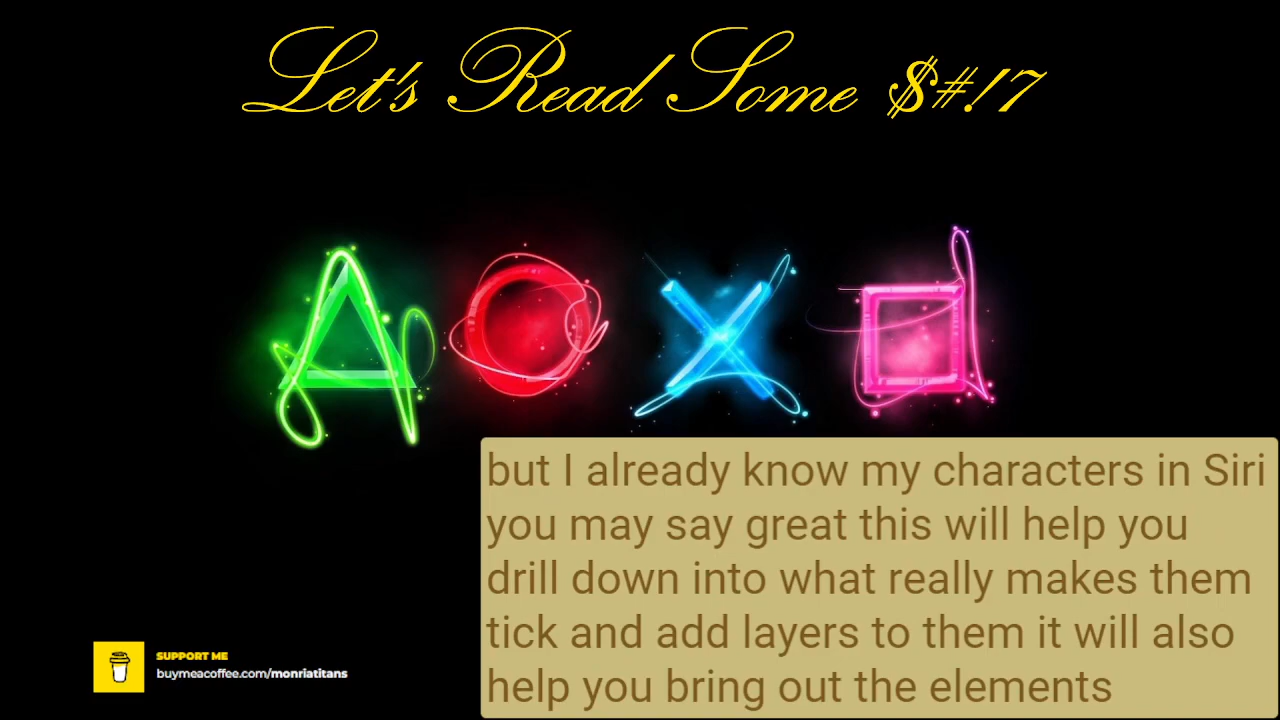 Let's Read Some $#!7
A O X d
but I already know my characters in Siri
you may say great this will help you
drill down into what really makes them
tick and add layers to them it will also
help you bring out the elements
SUPPORT ME
buymeacoffee.com/monriatitans